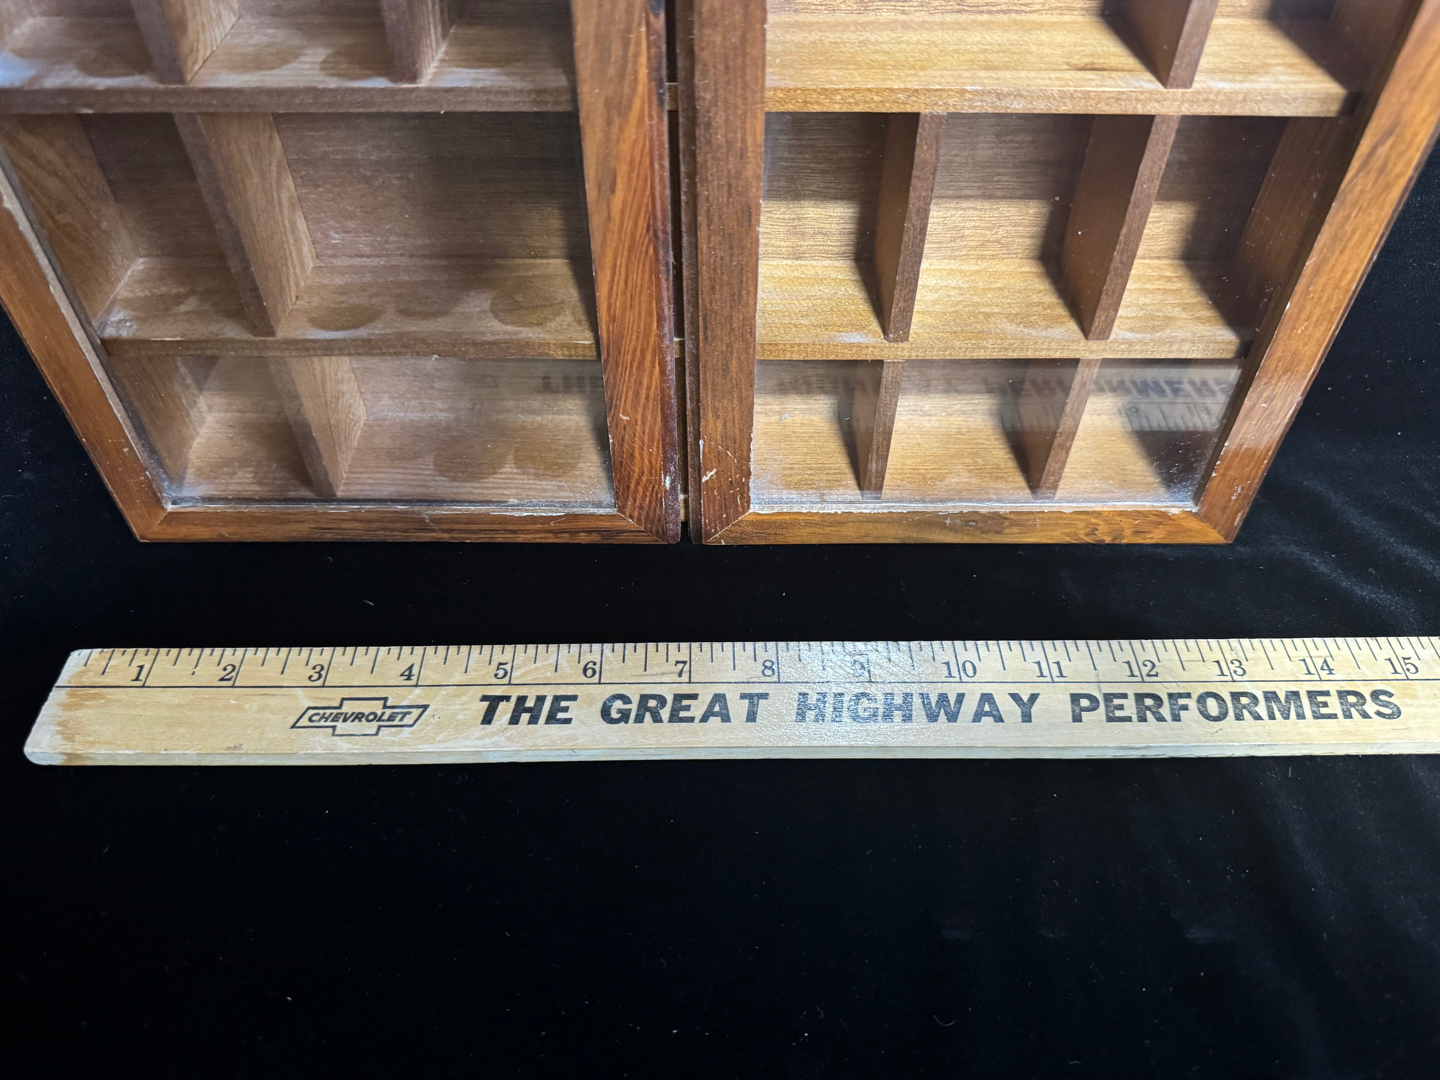 1 2 3 4 5 6 7 8 9 10 11 12 13 14 15
CHEVROLET THE GREAT HIGHWAY PERFORMERS